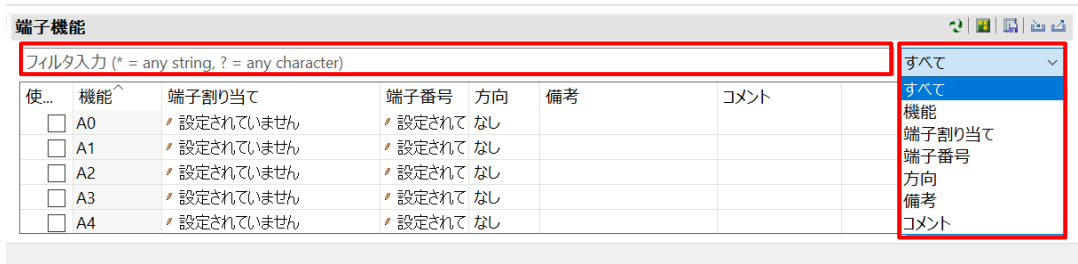 端子機能
フィルタ入力 (* = any string, ? = any character)
すべて
使... 機能 端子割り当て 端子番号 方向 備考 コメント
A0 設定されていません 設定されて なし
A1 設定されていません 設定されて なし
A2 設定されていません 設定されて なし
A3 設定されていません 設定されて なし
A4 設定されていません 設定されて なし
すべて
機能
端子割り当て
端子番号
方向
備考
コメント